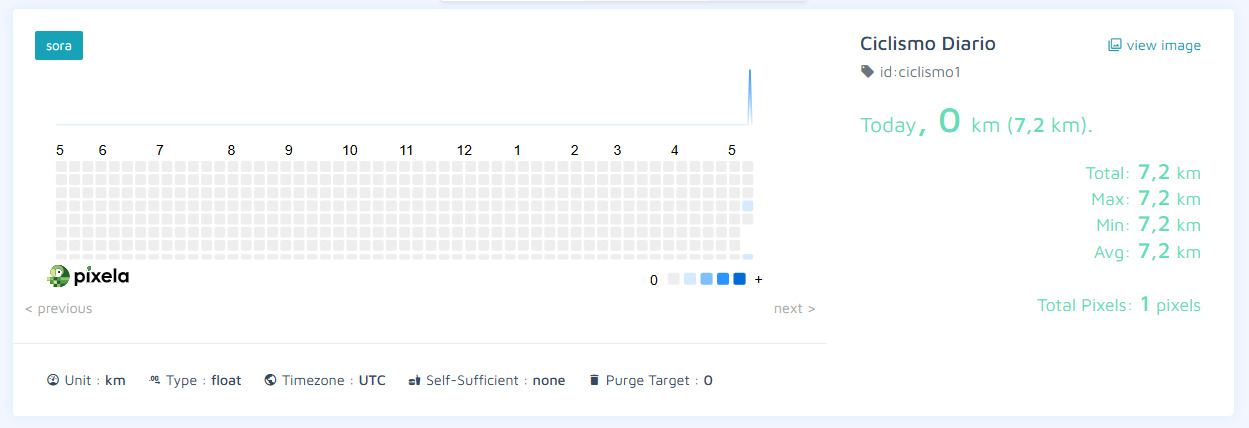 sora
5 6 7 8 9 10 11 12 1 2 3 4 5
pixela
0 +
< previous next >
Unit : km .00 Type : float Timezone : UTC Self-Sufficient : none Purge Target : 0
Ciclismo Diario view image
id:ciclismo1
Today, 0 km (7,2 km).
Total: 7,2 km
Max: 7,2 km
Min: 7,2 km
Avg: 7,2 km
Total Pixels: 1 pixels